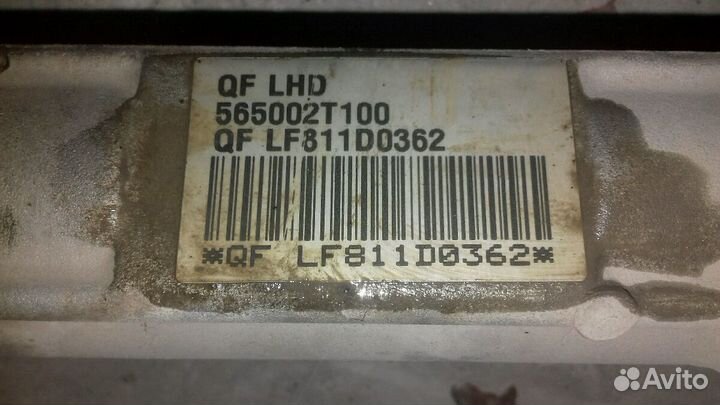 QF LHD
565002T100
QF LF811D0362
*QF LF811D0362*
Avito